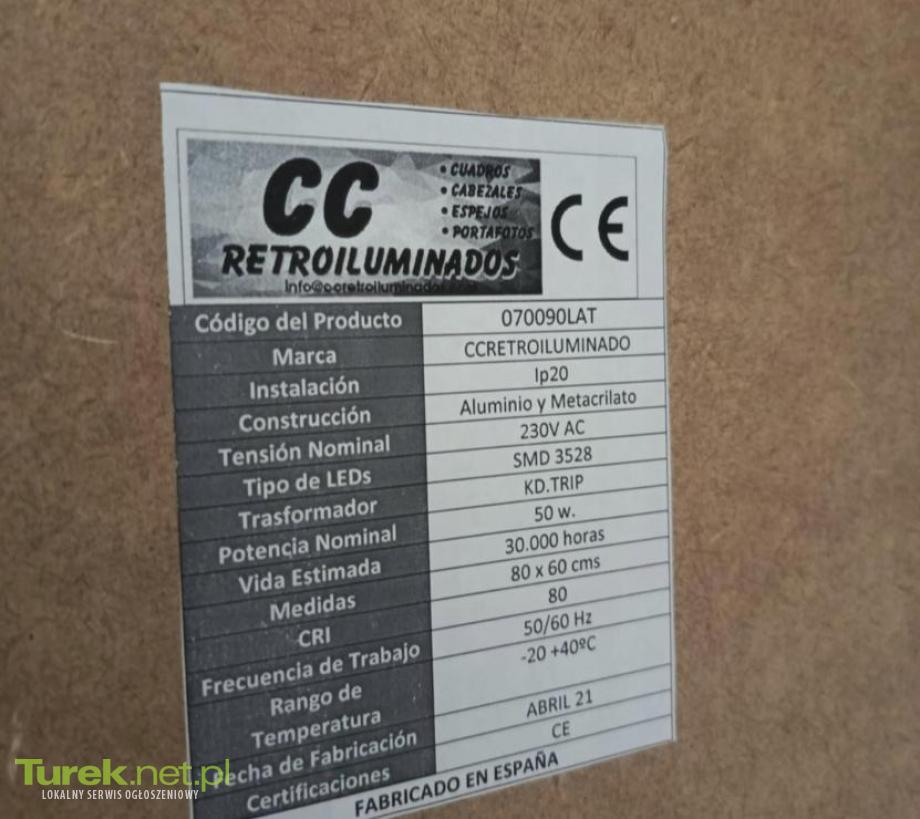 CC
RETROILUMINADOS
• CUADROS
• CABEZALES
• ESPEJOS
• PORTAFOTOS
CE
Código del Producto 070090LAT
Marca CCRETROILUMINADO
Instalación Ip20
Construcción Aluminio y Metacrilato
Tensión Nominal 230V AC
Tipo de LEDs SMD 3528
Trasformador KD.TRIP
Potencia Nominal 50 w.
Vida Estimada 30.000 horas
Medidas 80 x 60 cms
CRI 80
Frecuencia de Trabajo 50/60 Hz
Rango de Temperatura -20 +40ºC
Fecha de Fabricación ABRIL 21
Certificaciones CE
FABRICADO EN ESPAÑA
Turek.net.pl
LOKALNY SERWIS OGŁOSZENIOWY